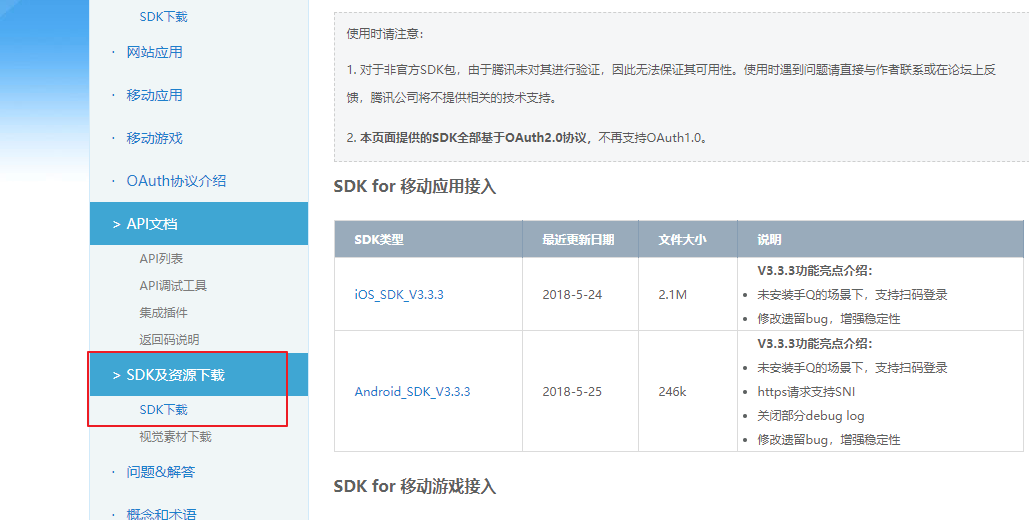 SDK下载
· 网站应用
· 移动应用
· 移动游戏
· OAuth协议介绍
> API文档
API列表
API调试工具
集成插件
返回码说明
> SDK及资源下载
SDK下载
视觉素材下载
· 问题&解答
· 概念和术语
使用时请注意：
1. 对于非官方SDK包，由于腾讯未对其进行验证，因此无法保证其可用性。使用时遇到问题请直接与作者联系或在论坛上反
馈，腾讯公司将不提供相关的技术支持。
2. 本页面提供的SDK全部基于OAuth2.0协议，不再支持OAuth1.0。
SDK for 移动应用接入
SDK类型 最近更新日期 文件大小 说明
V3.3.3功能亮点介绍：
iOS_SDK_V3.3.3 2018-5-24 2.1M • 未安装手Q的场景下，支持扫码登录
• 修改遗留bug，增强稳定性
V3.3.3功能亮点介绍：
• 未安装手Q的场景下，支持扫码登录
Android_SDK_V3.3.3 2018-5-25 246k • https请求支持SNI
• 关闭部分debug log
• 修改遗留bug，增强稳定性
SDK for 移动游戏接入